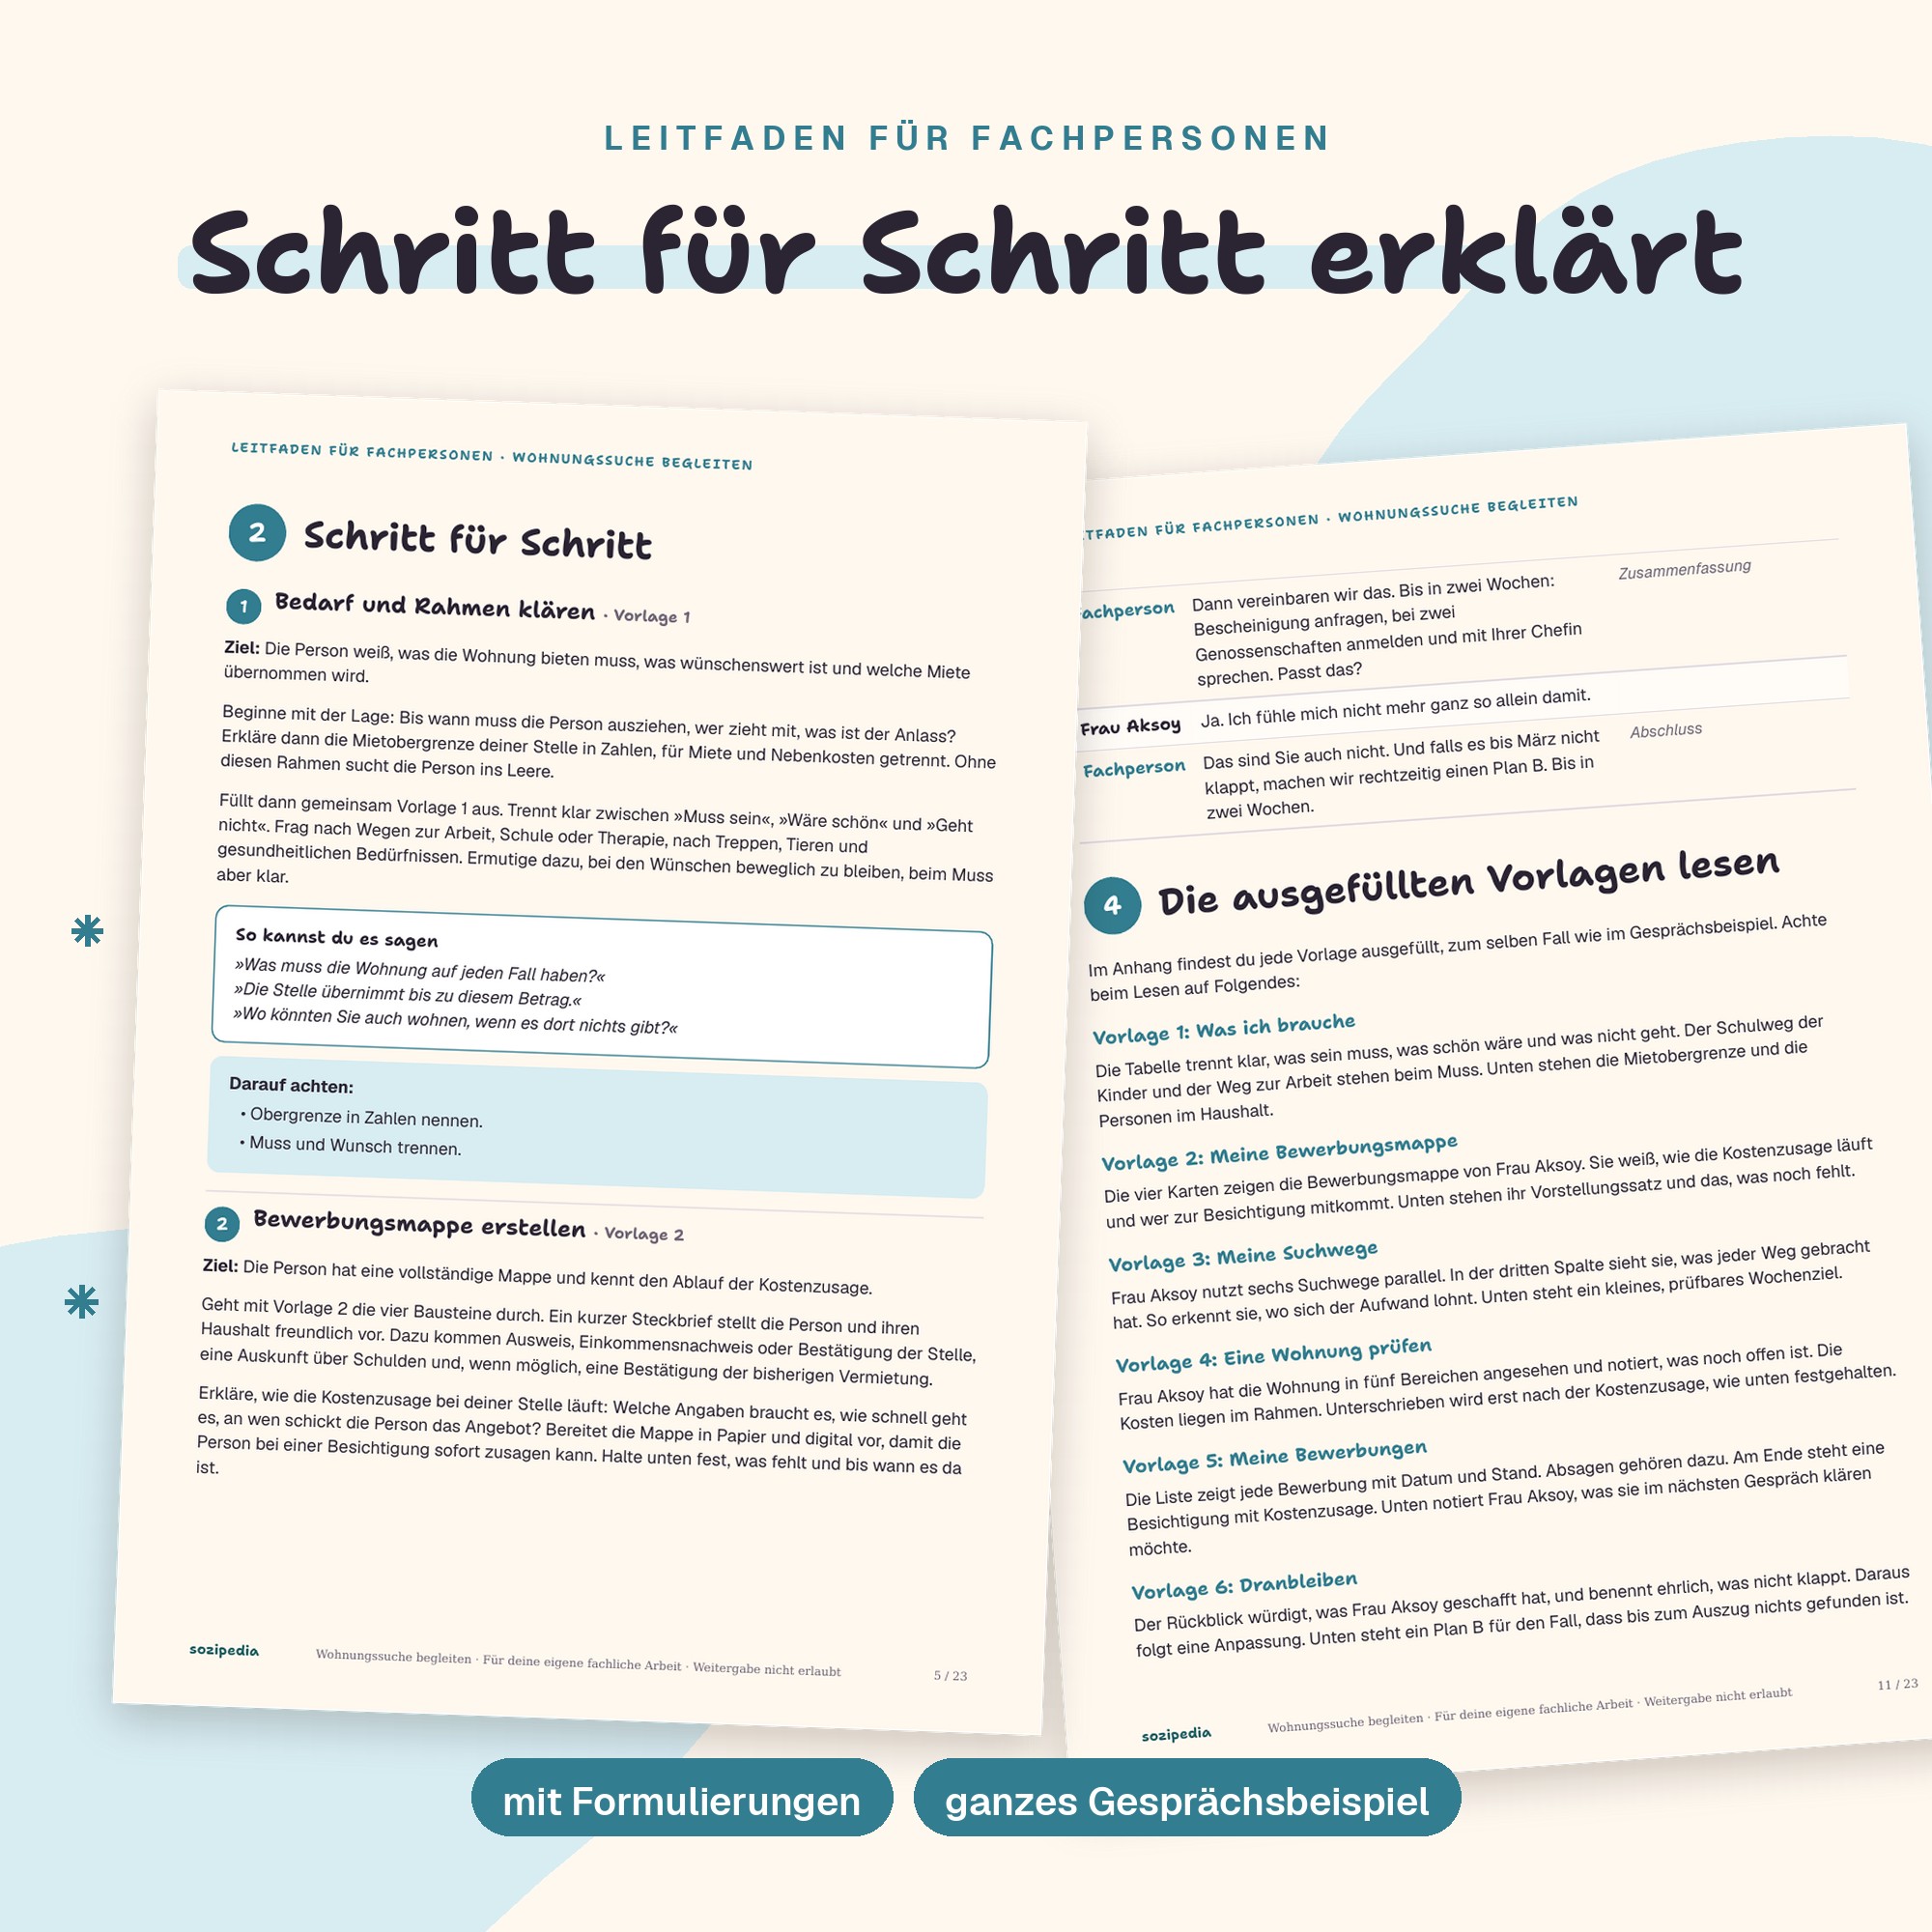 LEITFADEN FÜR FACHPERSONEN
Schritt für Schritt erklärt
LEITFADEN FÜR FACHPERSONEN · WOHNUNGSSUCHE BEGLEITEN
2 Schritt für Schritt
1 Bedarf und Rahmen klären · Vorlage 1
Ziel: Die Person weiß, was die Wohnung bieten muss, was wünschenswert ist und welche Miete
übernommen wird.
Beginne mit der Lage: Bis wann muss die Person ausziehen, wer zieht mit, was ist der Anlass?
Erkläre dann die Mietobergrenze deiner Stelle in Zahlen, für Miete und Nebenkosten getrennt. Ohne
diesen Rahmen sucht die Person ins Leere.
Füllt dann gemeinsam Vorlage 1 aus. Trennt klar zwischen »Muss sein«, »Wäre schön« und »Geht
nicht«. Frag nach Wegen zur Arbeit, Schule oder Therapie, nach Treppen, Tieren und
gesundheitlichen Bedürfnissen. Ermutige dazu, bei den Wünschen beweglich zu bleiben, beim Muss
aber klar.
So kannst du es sagen
»Was muss die Wohnung auf jeden Fall haben?«
»Die Stelle übernimmt bis zu diesem Betrag.«
»Wo könnten Sie auch wohnen, wenn es dort nichts gibt?«
Darauf achten:
• Obergrenze in Zahlen nennen.
• Muss und Wunsch trennen.
2 Bewerbungsmappe erstellen · Vorlage 2
Ziel: Die Person hat eine vollständige Mappe und kennt den Ablauf der Kostenzusage.
Geht mit Vorlage 2 die vier Bausteine durch. Ein kurzer Steckbrief stellt die Person und ihren
Haushalt freundlich vor. Dazu kommen Ausweis, Einkommensnachweis oder Bestätigung der Stelle,
eine Auskunft über Schulden und, wenn möglich, eine Bestätigung der bisherigen Vermietung.
Erkläre, wie die Kostenzusage bei deiner Stelle läuft: Welche Angaben braucht es, wie schnell geht
es, an wen schickt die Person das Angebot? Bereitet die Mappe in Papier und digital vor, damit die
Person bei einer Besichtigung sofort zusagen kann. Halte unten fest, was fehlt und bis wann es da
ist.
sozipedia Wohnungssuche begleiten · Für deine eigene fachliche Arbeit · Weitergabe nicht erlaubt 5 / 23
TFADEN FÜR FACHPERSONEN · WOHNUNGSSUCHE BEGLEITEN
Fachperson Dann vereinbaren wir das. Bis in zwei Wochen: Zusammenfassung
Bescheinigung anfragen, bei zwei
Genossenschaften anmelden und mit Ihrer Chefin
sprechen. Passt das?
Frau Aksoy Ja. Ich fühle mich nicht mehr ganz so allein damit.
Fachperson Das sind Sie auch nicht. Und falls es bis März nicht Abschluss
klappt, machen wir rechtzeitig einen Plan B. Bis in
zwei Wochen.
4 Die ausgefüllten Vorlagen lesen
Im Anhang findest du jede Vorlage ausgefüllt, zum selben Fall wie im Gesprächsbeispiel. Achte
beim Lesen auf Folgendes:
Vorlage 1: Was ich brauche
Die Tabelle trennt klar, was sein muss, was schön wäre und was nicht geht. Der Schulweg der
Kinder und der Weg zur Arbeit stehen beim Muss. Unten stehen die Mietobergrenze und die
Personen im Haushalt.
Vorlage 2: Meine Bewerbungsmappe
Die vier Karten zeigen die Bewerbungsmappe von Frau Aksoy. Sie weiß, wie die Kostenzusage läuft
und wer zur Besichtigung mitkommt. Unten stehen ihr Vorstellungssatz und das, was noch fehlt.
Vorlage 3: Meine Suchwege
Frau Aksoy nutzt sechs Suchwege parallel. In der dritten Spalte sieht sie, was jeder Weg gebracht
hat. So erkennt sie, wo sich der Aufwand lohnt. Unten steht ein kleines, prüfbares Wochenziel.
Vorlage 4: Eine Wohnung prüfen
Frau Aksoy hat die Wohnung in fünf Bereichen angesehen und notiert, was noch offen ist. Die
Kosten liegen im Rahmen. Unterschrieben wird erst nach der Kostenzusage, wie unten festgehalten.
Vorlage 5: Meine Bewerbungen
Die Liste zeigt jede Bewerbung mit Datum und Stand. Absagen gehören dazu. Am Ende steht eine
Besichtigung mit Kostenzusage. Unten notiert Frau Aksoy, was sie im nächsten Gespräch klären
möchte.
Vorlage 6: Dranbleiben
Der Rückblick würdigt, was Frau Aksoy geschafft hat, und benennt ehrlich, was nicht klappt. Daraus
folgt eine Anpassung. Unten steht ein Plan B für den Fall, dass bis zum Auszug nichts gefunden ist.
sozipedia Wohnungssuche begleiten · Für deine eigene fachliche Arbeit · Weitergabe nicht erlaubt 11 / 23
mit Formulierungen
ganzes Gesprächsbeispiel